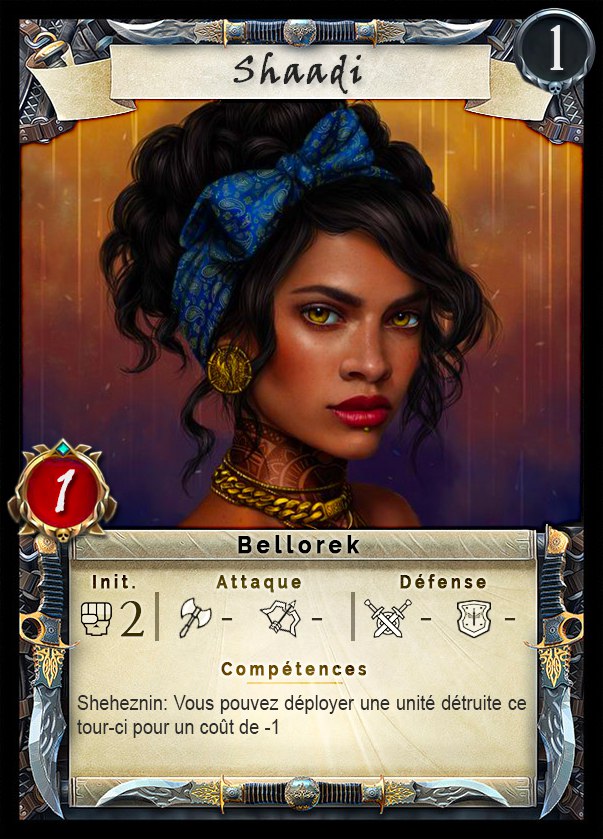 Shaadi
1
1
Bellorek
Init. Attaque Défense
2 - - - -
Compétences
Sheheznin: Vous pouvez déployer une unité détruite ce
tour-ci pour un coût de -1